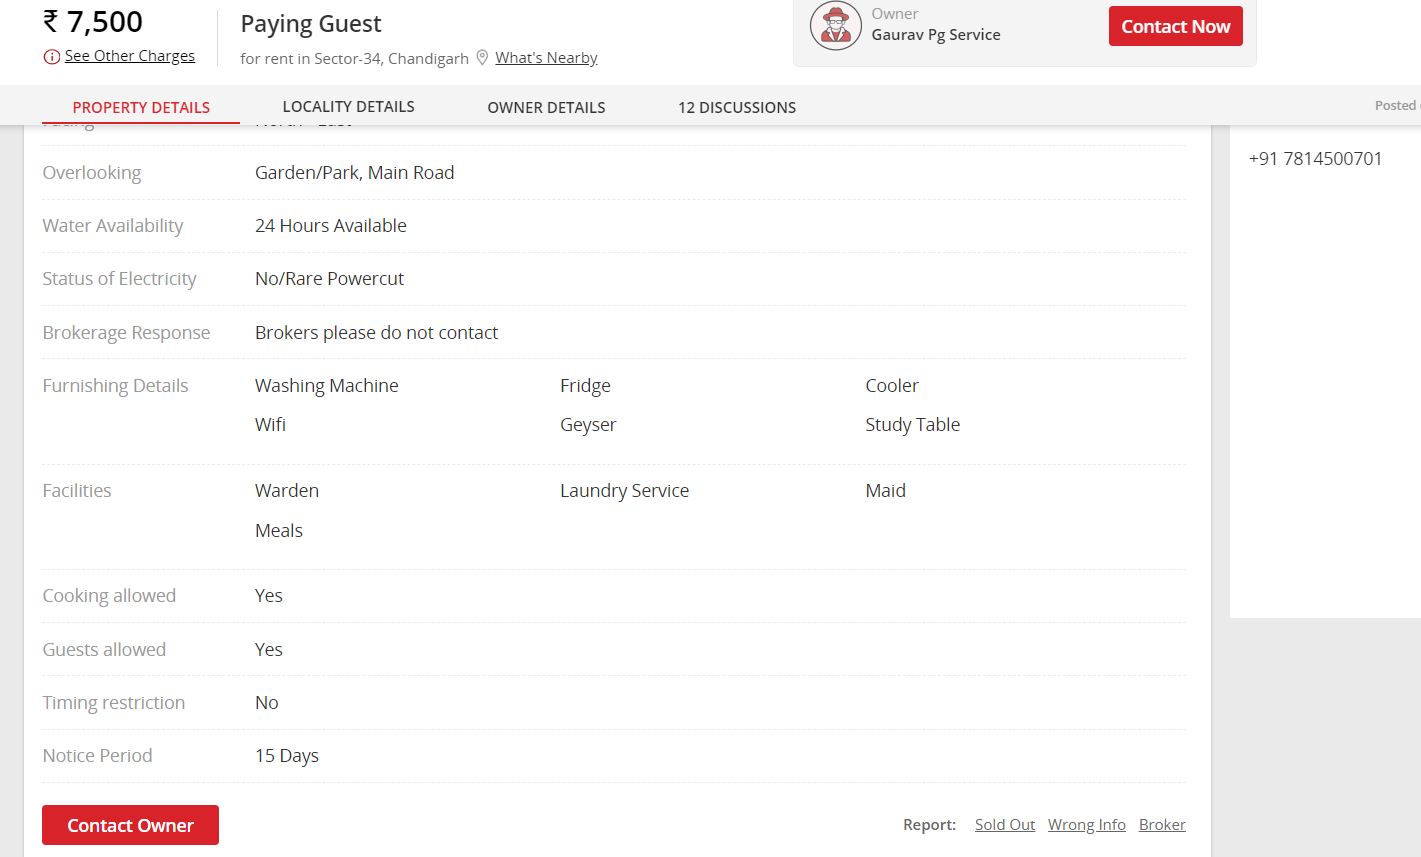 ₹ 7,500
Paying Guest
Owner
Gaurav Pg Service
Contact Now
See Other Charges
for rent in Sector-34, Chandigarh What's Nearby
PROPERTY DETAILS LOCALITY DETAILS OWNER DETAILS 12 DISCUSSIONS Posted
+91 7814500701
Overlooking Garden/Park, Main Road
Water Availability 24 Hours Available
Status of Electricity No/Rare Powercut
Brokerage Response Brokers please do not contact
Furnishing Details Washing Machine Fridge Cooler
Wifi Geyser Study Table
Facilities Warden Laundry Service Maid
Meals
Cooking allowed Yes
Guests allowed Yes
Timing restriction No
Notice Period 15 Days
Contact Owner Report: Sold Out Wrong Info Broker